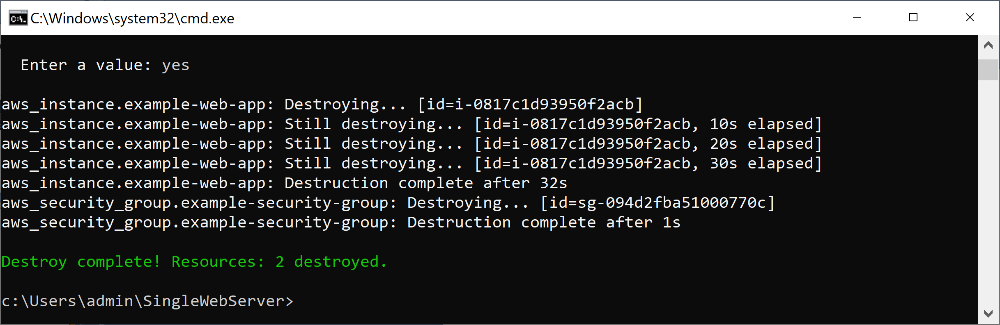 C:\Windows\system32\cmd.exe
Enter a value: yes
aws_instance.example-web-app: Destroying... [id=i-0817c1d93950f2acb]
aws_instance.example-web-app: Still destroying... [id=i-0817c1d93950f2acb, 10s elapsed]
aws_instance.example-web-app: Still destroying... [id=i-0817c1d93950f2acb, 20s elapsed]
aws_instance.example-web-app: Still destroying... [id=i-0817c1d93950f2acb, 30s elapsed]
aws_instance.example-web-app: Destruction complete after 32s
aws_security_group.example-security-group: Destroying... [id=sg-094d2fba51000770c]
aws_security_group.example-security-group: Destruction complete after 1s
Destroy complete! Resources: 2 destroyed.
c:\Users\admin\SingleWebServer>